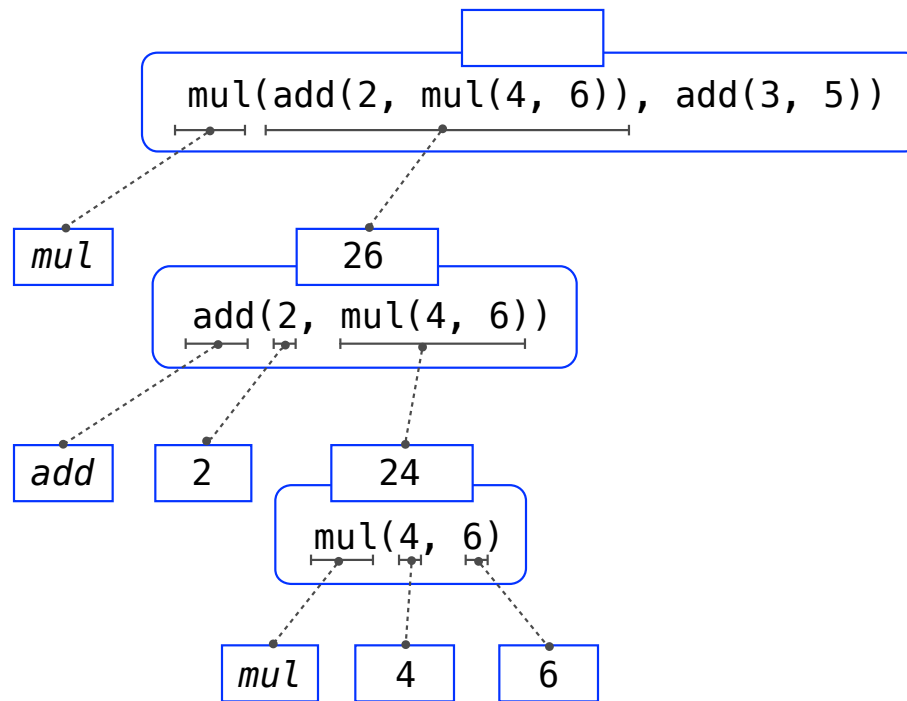 mul(add(2, mul(4, 6)), add(3, 5))
mul
26
add(2, mul(4, 6))
add
2
24
mul(4, 6)
mul
4
6